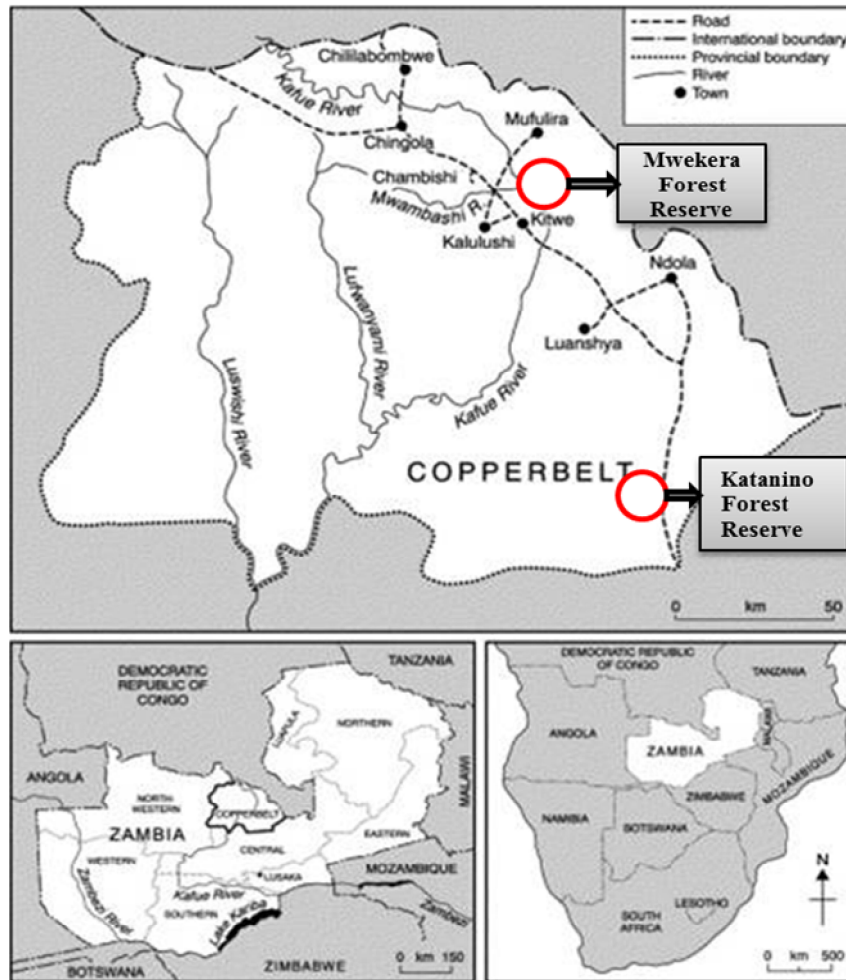 Road
International boundary
Provincial boundary
River
Town
Chililabombwe
Kafue River
Mufulira
Chingola
Mwekera
Forest
Reserve
Chambishi
Mwambashi R.
Kitwe
Kalulushi
Ndola
Lufwanyami River
Luanshya
Luswishi River
Kafue River
COPPERBELT
Katanino
Forest
Reserve
0 km 50
TANZANIA
DEMOCRATIC
REPUBLIC OF
CONGO
LUAPULA
NORTHERN
ANGOLA
MALAWI
NORTH-
WESTERN
COPPERBELT
ZAMBIA
EASTERN
CENTRAL
WESTERN
LUSAKA
MOZAMBIQUE
Kafue River
Zambezi River
SOUTHERN
Lake Kariba
Zambezi
ZIMBABWE
0 km 150
BOTSWANA
DEMOCRATIC REPUBLIC
OF CONGO
TANZANIA
ANGOLA
MALAWI
ZAMBIA
MOZAMBIQUE
ZIMBABWE
NAMIBIA
BOTSWANA
N
LESOTHO
SOUTH
AFRICA
km
0 500